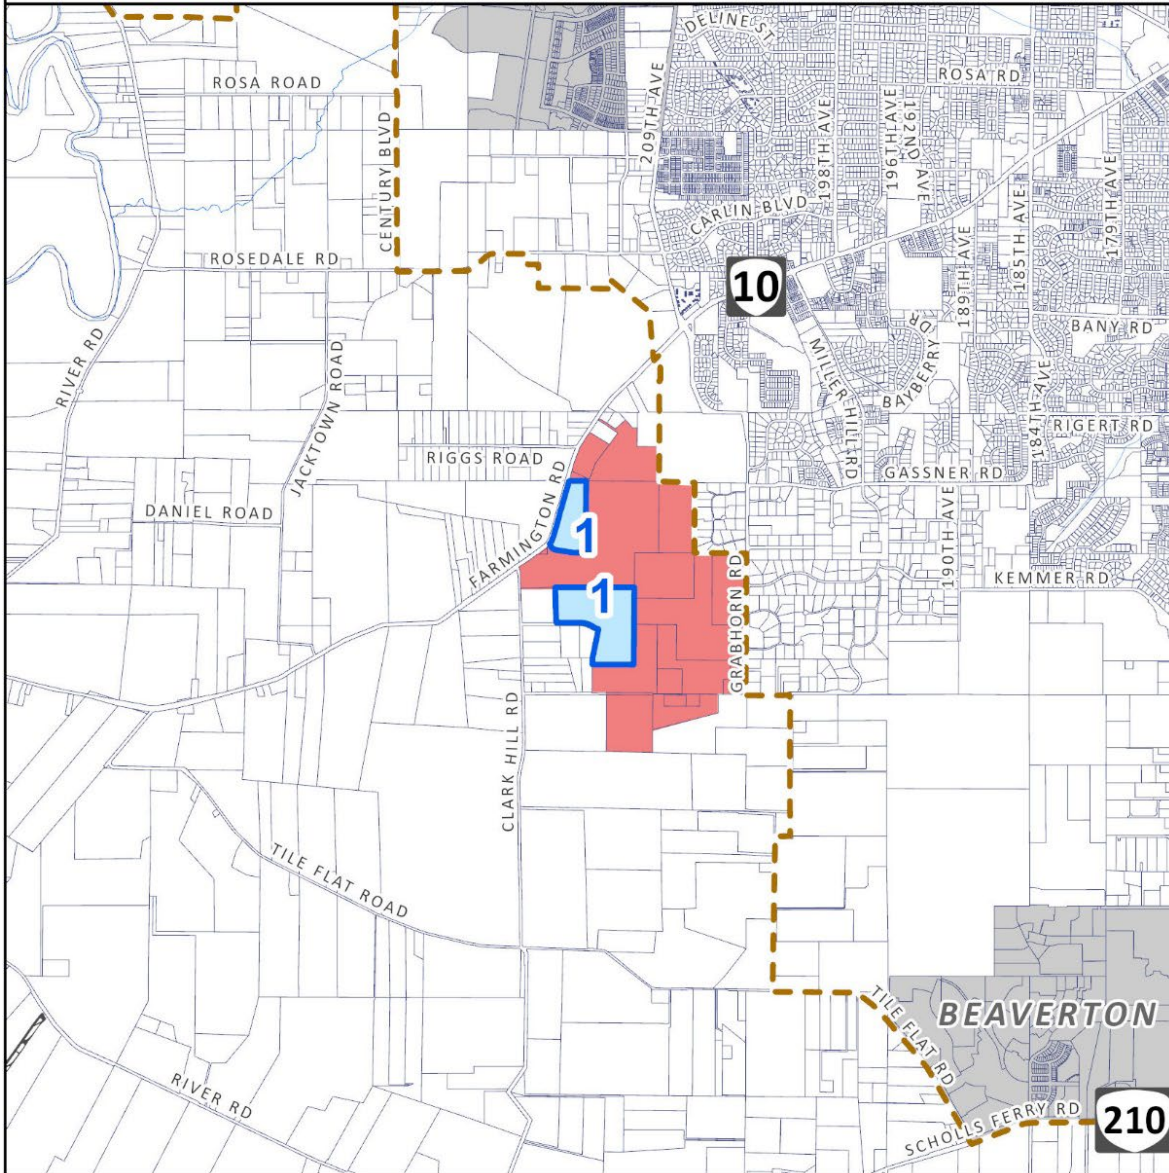 DELINE ST
ROSA ROAD
ROSA RD
209TH AVE
198TH AVE
196TH AVE
192ND AVE
CENTURY BLVD
CARLIN BLVD
185TH AVE
179TH AVE
ROSEDALE RD
189TH AVE
10
BANY RD
RIVER RD
JACKTOWN ROAD
MILLER HILL RD
BAYBERRY DR
184TH AVE
RIGERT RD
RIGGS ROAD
GASSNER RD
DANIEL ROAD
FARMINGTON RD
1
190TH AVE
KEMMER RD
1
GRABHORN RD
CLARK HILL RD
TILE FLAT ROAD
TILE FLAT RD
BEAVERTON
RIVER RD
SCHOLLS FERRY RD
210